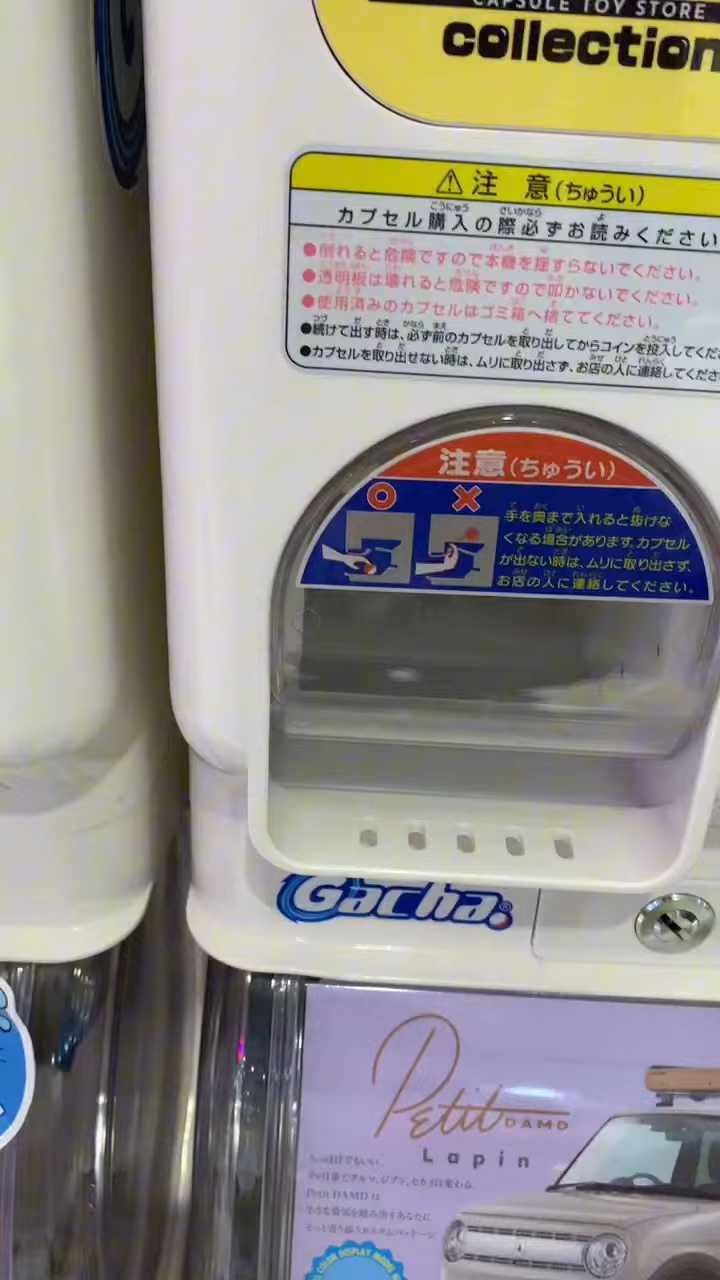 CAPSULE TOY STORE
collection
⚠注 意(ちゅうい)
カプセル購入の際必ずお読みください
●倒れると危険ですので本機を揺すらないでください。
●透明板は壊れると危険ですので叩かないでください。
●使用済みのカプセルはゴミ箱へ捨ててください。
●続けて出す時は、必ず前のカプセルを取り出してからコインを投入してくだ
●カプセルを取り出せない時は、ムリに取り出さず、お店の人に連絡してくださ
注意(ちゅうい)
手を奥まで入れると抜けな
くなる場合があります。カプセル
が出ない時は、ムリに取り出さず、
お店の人に連絡してください。
Gacha®
Petit DAMD
Lapin
Petit DAMD は
COLOR DISPLAY MODEL